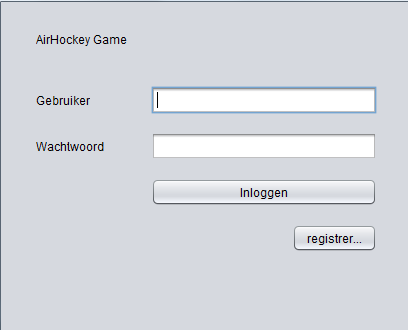 AirHockey Game
Gebruiker
Wachtwoord
Inloggen
registrer...